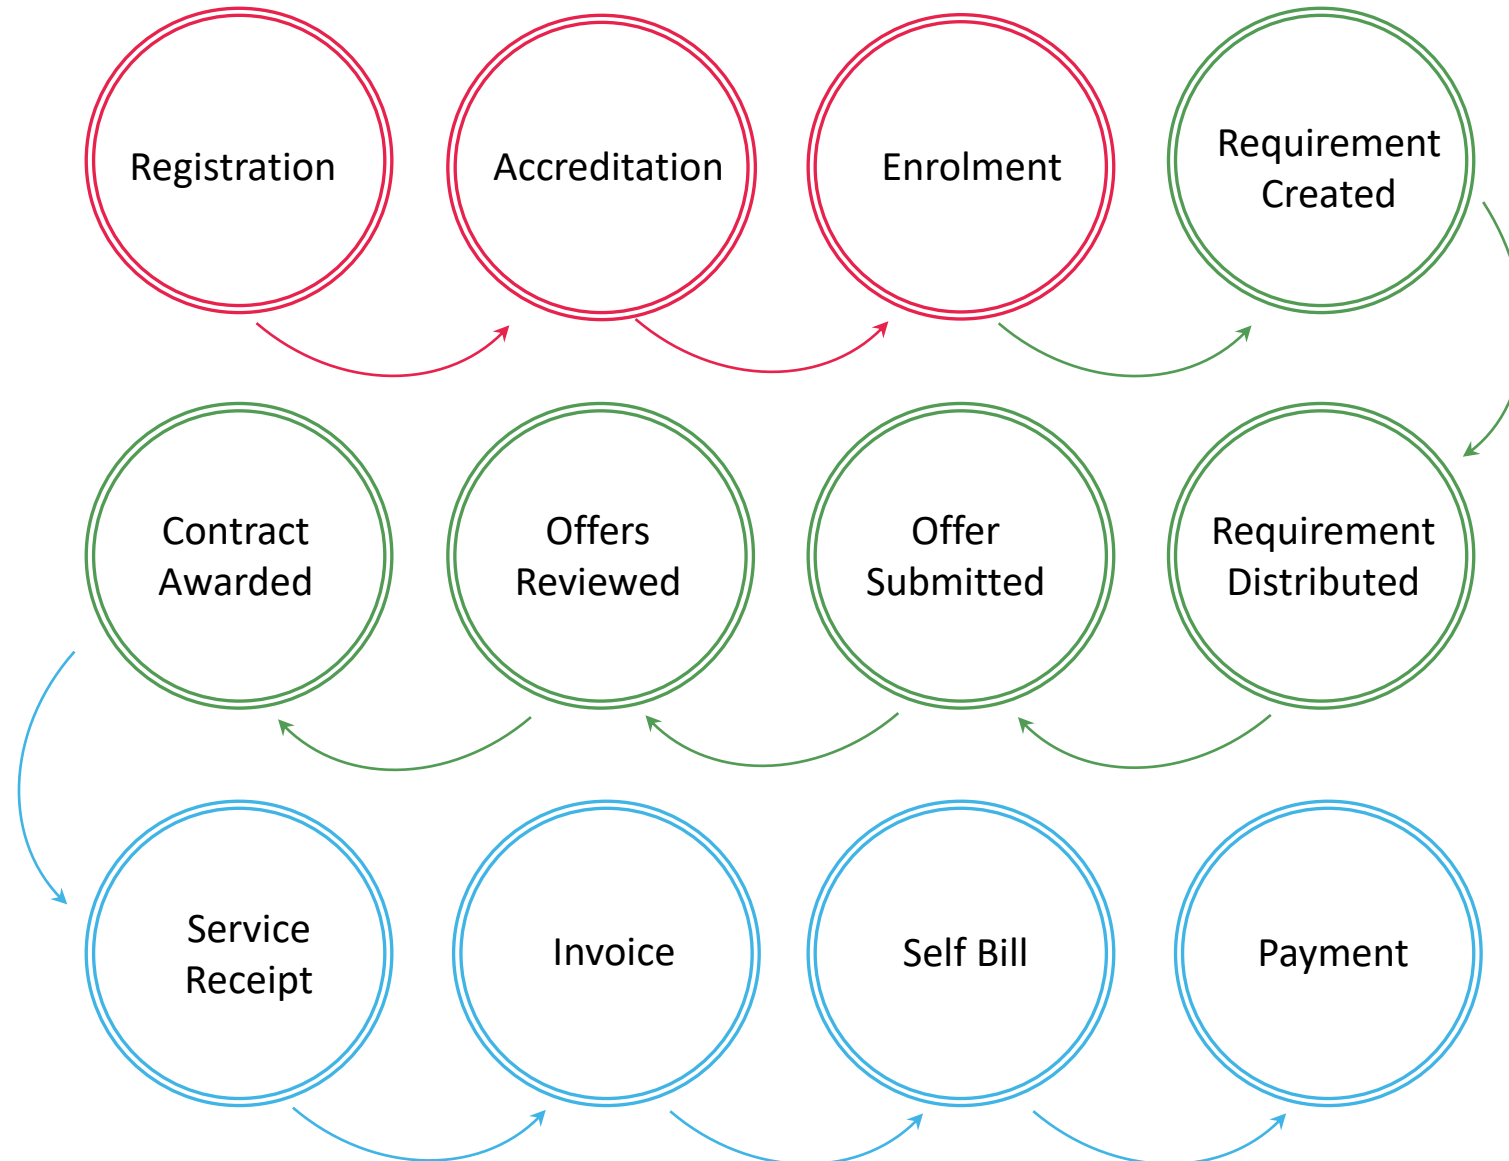 Registration
Accreditation
Enrolment
Requirement
Created
Requirement
Distributed
Offer
Submitted
Offers
Reviewed
Contract
Awarded
Service
Receipt
Invoice
Self Bill
Payment